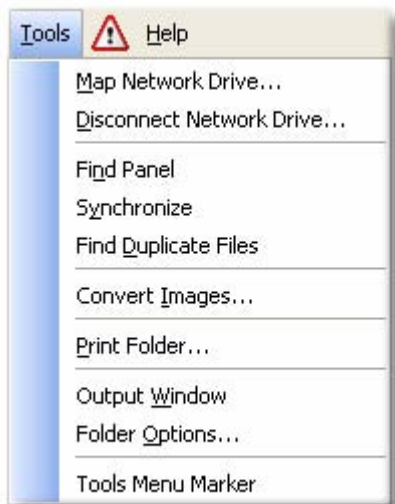 Tools Help
Map Network Drive...
Disconnect Network Drive...
Find Panel
Synchronize
Find Duplicate Files
Convert Images...
Print Folder...
Output Window
Folder Options...
Tools Menu Marker